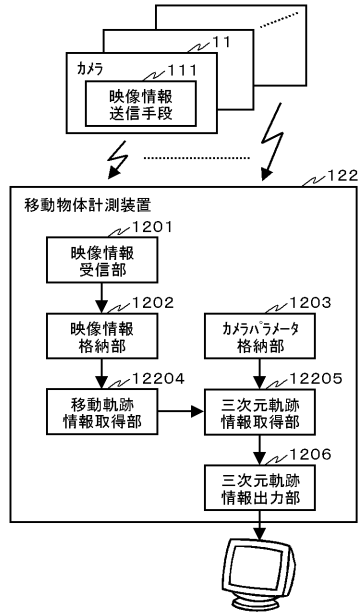 11
カメラ
111
映像情報
送信手段
122
移動物体計測装置
1201
映像情報
受信部
1202
映像情報
格納部
1203
カメラパラメータ
格納部
12204
移動軌跡
情報取得部
12205
三次元軌跡
情報取得部
1206
三次元軌跡
情報出力部